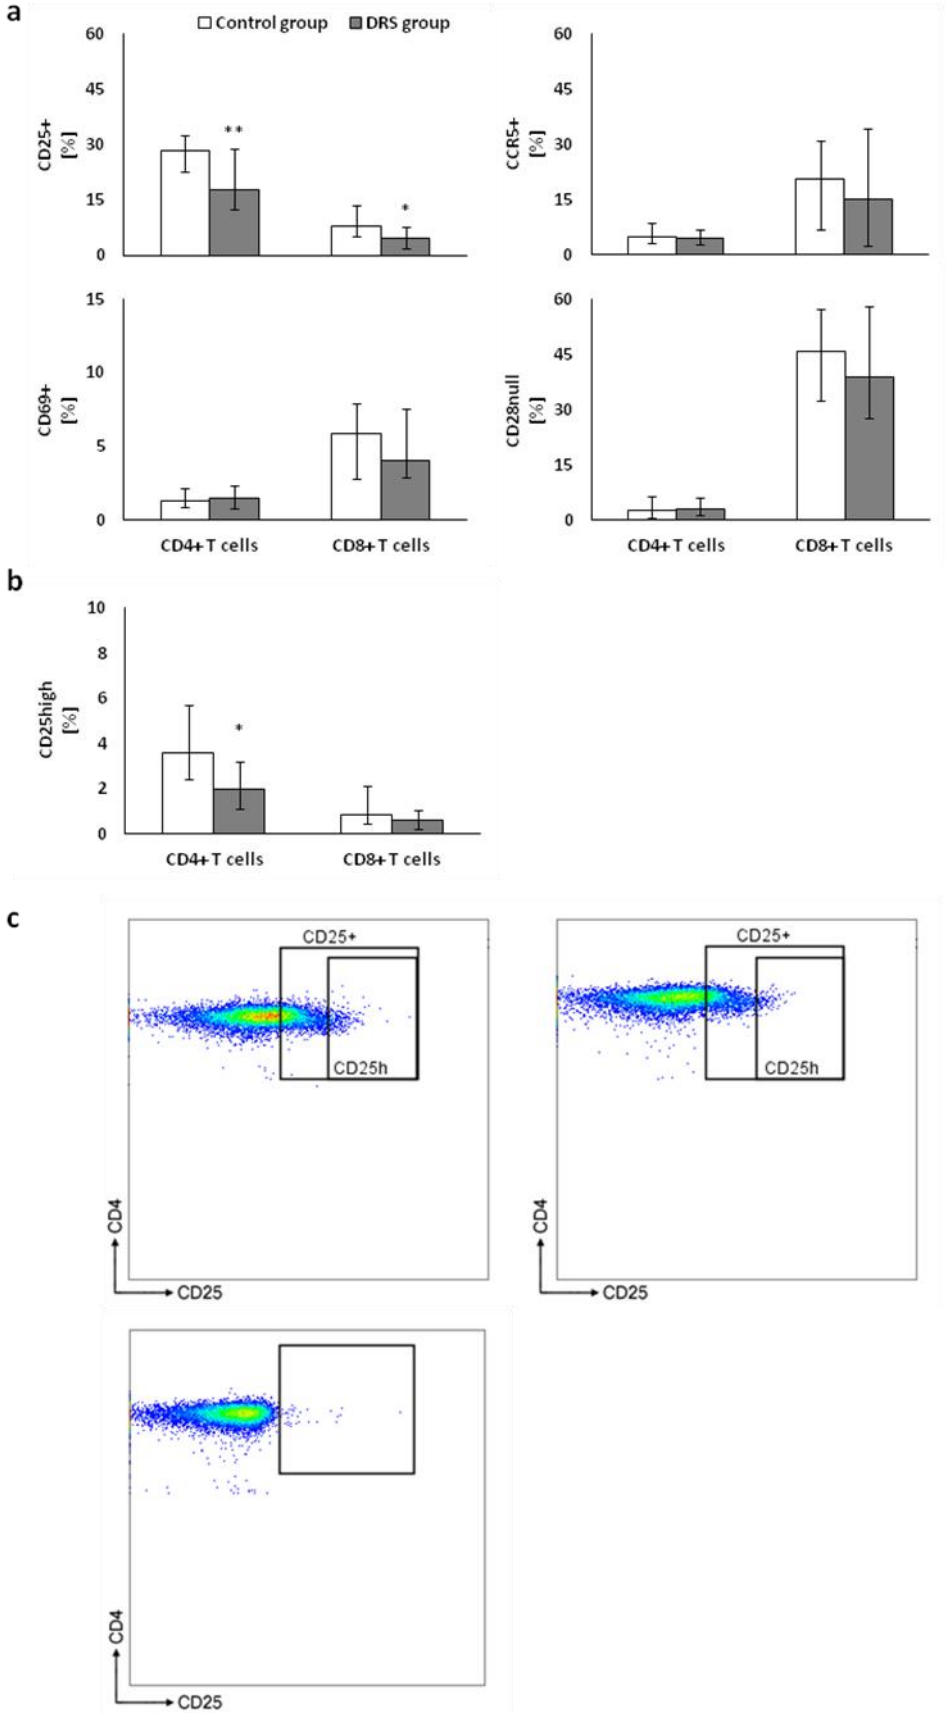 a
Control group DRS group
CD25+ [%]
60
45
30
15
0
**
*
CCR5+ [%]
60
45
30
15
0
CD69+ [%]
15
10
5
0
CD4+ T cells CD8+ T cells
CD28null [%]
60
45
30
15
0
CD4+ T cells CD8+ T cells
b
CD25high [%]
10
8
6
4
2
0
*
CD4+ T cells CD8+ T cells
c
CD25+
CD25h
CD4
CD25
CD25+
CD25h
CD4
CD25
CD4
CD25